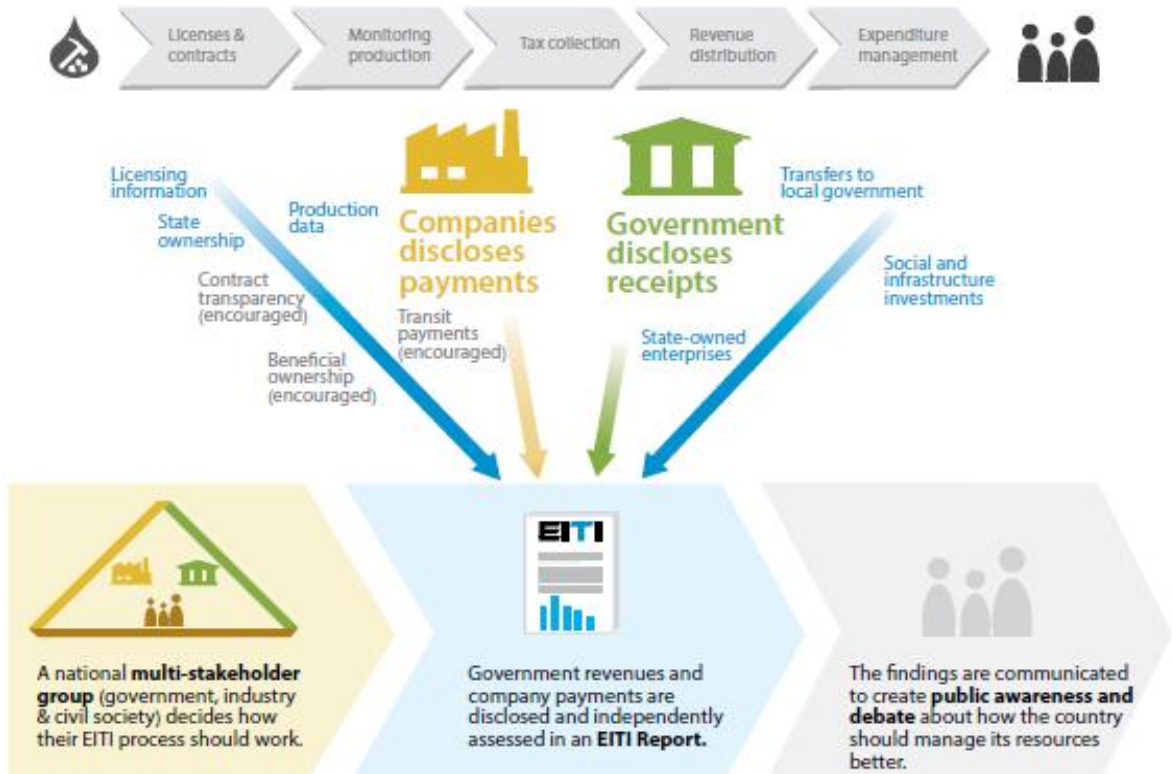 Licenses &
contracts
Monitoring
production
Tax collection
Revenue
distribution
Expenditure
management
Licensing
information
State
ownership
Production
data
Contract
transparency
(encouraged)
Beneficial
ownership
(encouraged)
Companies
discloses
payments
Transit
payments
(encouraged)
Government
discloses
receipts
State-owned
enterprises
Transfers to
local government
Social and
infrastructure
investments
A national multi-stakeholder
group (government, industry
& civil society) decides how
their EITI process should work.
EITI
Government revenues and
company payments are
disclosed and independently
assessed in an EITI Report.
The findings are communicated
to create public awareness and
debate about how the country
should manage its resources
better.